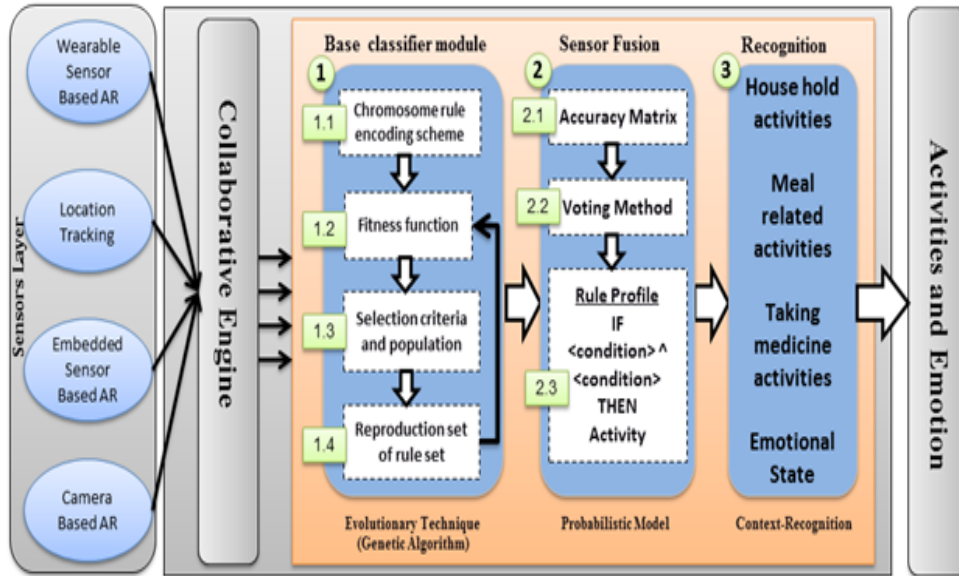 Sensors Layer..
Wearable
Sensor
Based AR
Location
Tracking
Embedded
Sensor
Based AR
Camera
Based AR
Collaborative
Engine
Base classifier module
1
1.1
Chromosome rule
encoding scheme
1.2
Fitness function
1.3
Selection criteria
and population
1.4
Reproduction set
of rule set
Evolutionary Technique
(Genetic Algorithm)
Sensor Fusion
2
2.1
Accuracy Matrix
2.2
Voting Method
2.3
Rule Profile
IF
<condition> ^
<condition>
THEN
Activity
Probabilistic Model
Recognition
3
House hold
activities
Meal
related
activities
Taking
medicine
activities
Emotional
State
Context-Recognition
Activities and Emotion